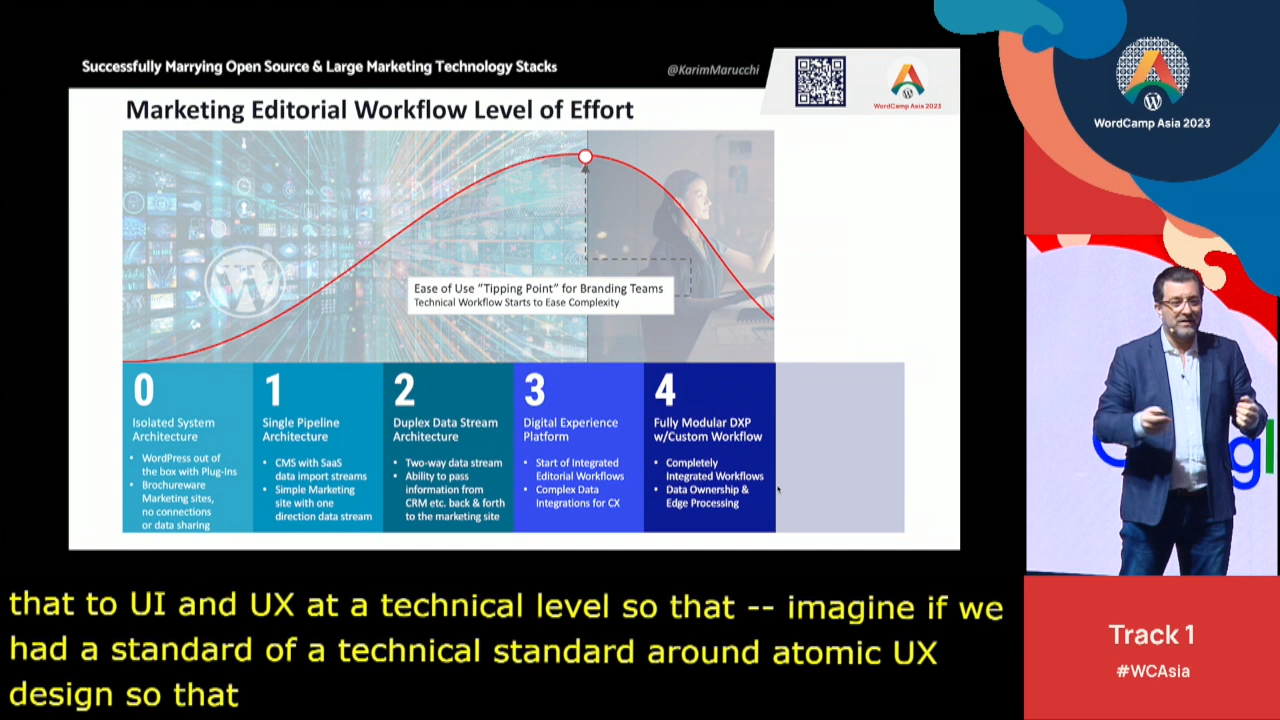 Successfully Marrying Open Source & Large Marketing Technology Stacks
@KarimMarucchi
WordCamp Asia 2023
Marketing Editorial Workflow Level of Effort
Ease of Use “Tipping Point” for Branding Teams
Technical Workflow Starts to Ease Complexity
0
Isolated System
Architecture
• WordPress out of
the box with Plug-Ins
• Brochureware
Marketing sites,
no connections
or data sharing
1
Single Pipeline
Architecture
• CMS with SaaS
data import streams
• Simple Marketing
site with one
direction data stream
2
Duplex Data Stream
Architecture
• Two-way data stream
• Ability to pass
information from
CRM etc. back & forth
to the marketing site
3
Digital Experience
Platform
• Start of Integrated
Editorial Workflows
• Complex Data
Integrations for CX
4
Fully Modular DXP
w/Custom Workflow
• Completely
Integrated Workflows
• Data Ownership &
Edge Processing
WordCamp Asia 2023
gl
Track 1
#WCAsia
that to UI and UX at a technical level so that -- imagine if we
had a standard of a technical standard around atomic UX
design so that